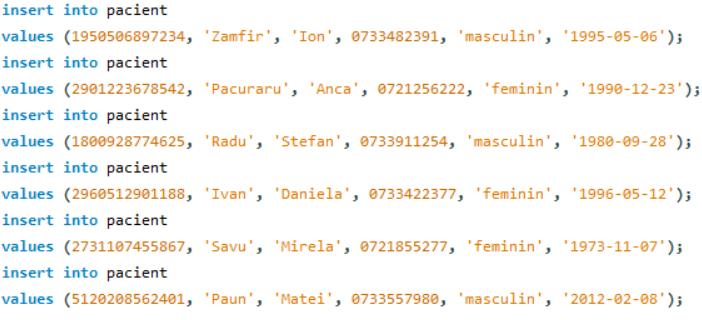 insert into pacient
values (1950506897234, 'Zamfir', 'Ion', 0733482391, 'masculin', '1995-05-06');
insert into pacient
values (2901223678542, 'Pacuraru', 'Anca', 0721256222, 'feminin', '1990-12-23');
insert into pacient
values (1800928774625, 'Radu', 'Stefan', 0733911254, 'masculin', '1980-09-28');
insert into pacient
values (2960512901188, 'Ivan', 'Daniela', 0733422377, 'feminin', '1996-05-12');
insert into pacient
values (2731107455867, 'Savu', 'Mirela', 0721855277, 'feminin', '1973-11-07');
insert into pacient
values (5120208562401, 'Paun', 'Matei', 0733557980, 'masculin', '2012-02-08');